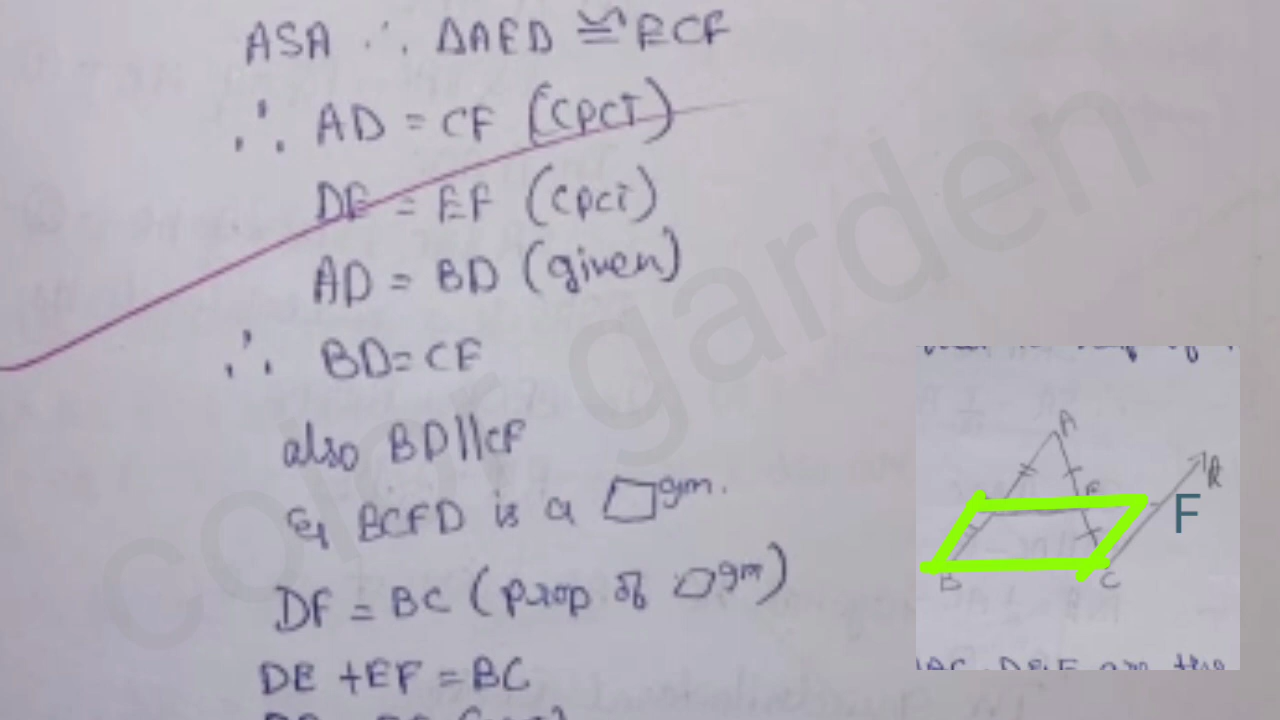 ASA ∴ ΔAED ≅ ECF
∴ AD = CF (CPCT)
DE = EF (cpct)
AD = BD (given)
∴ BD = CF
also BD||CF
& BCFD is a ▱gm.
DF = BC (prop of ▱gm)
DE + EF = BC
A
E
R
F
B
C
color garden